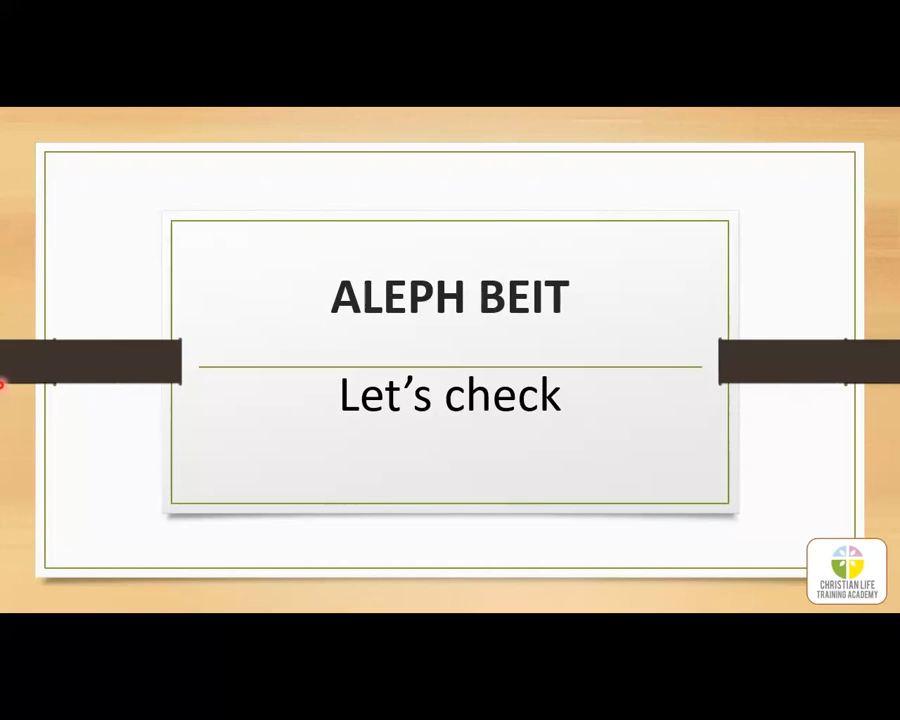 ALEPH BEIT
Let’s check
CHRISTIAN LIFE
TRAINING ACADEMY